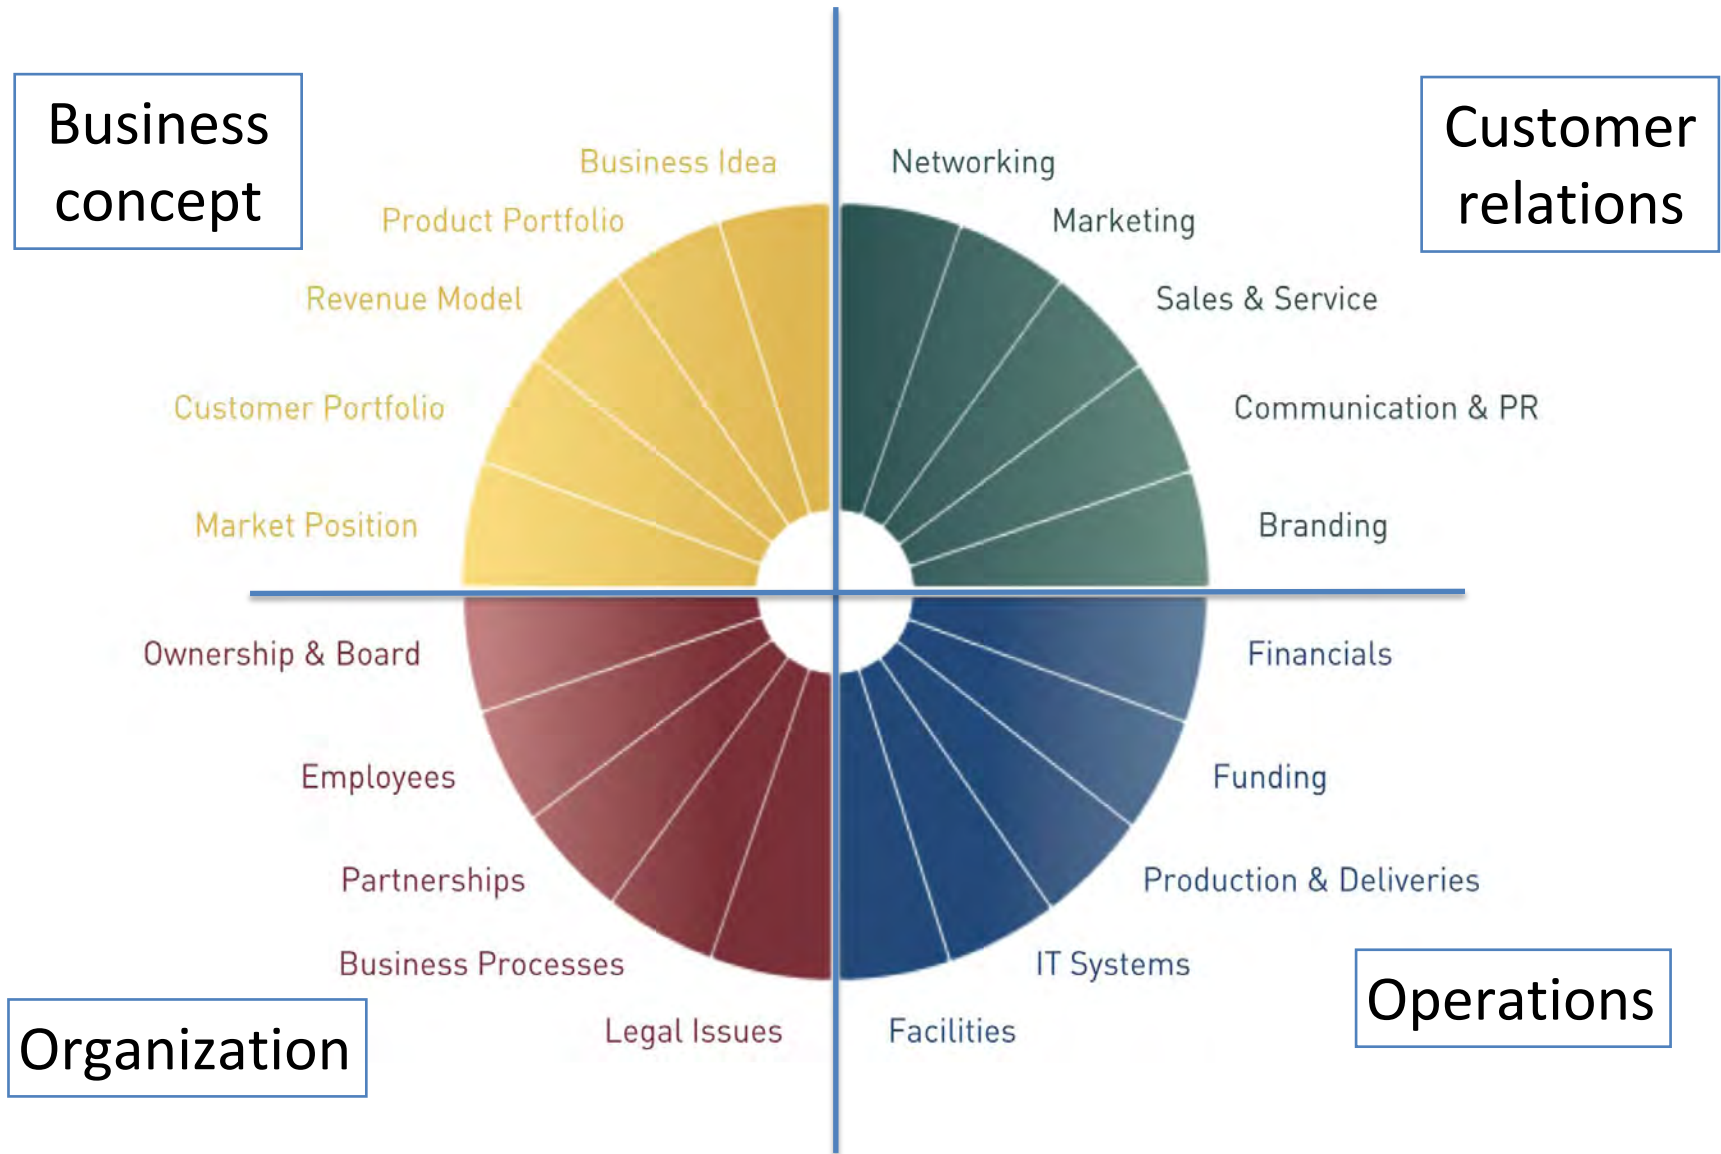 Business
concept
Customer
relations
Business Idea
Product Portfolio
Revenue Model
Customer Portfolio
Market Position
Networking
Marketing
Sales & Service
Communication & PR
Branding
Ownership & Board
Employees
Partnerships
Business Processes
Legal Issues
Financials
Funding
Production & Deliveries
IT Systems
Facilities
Organization
Operations